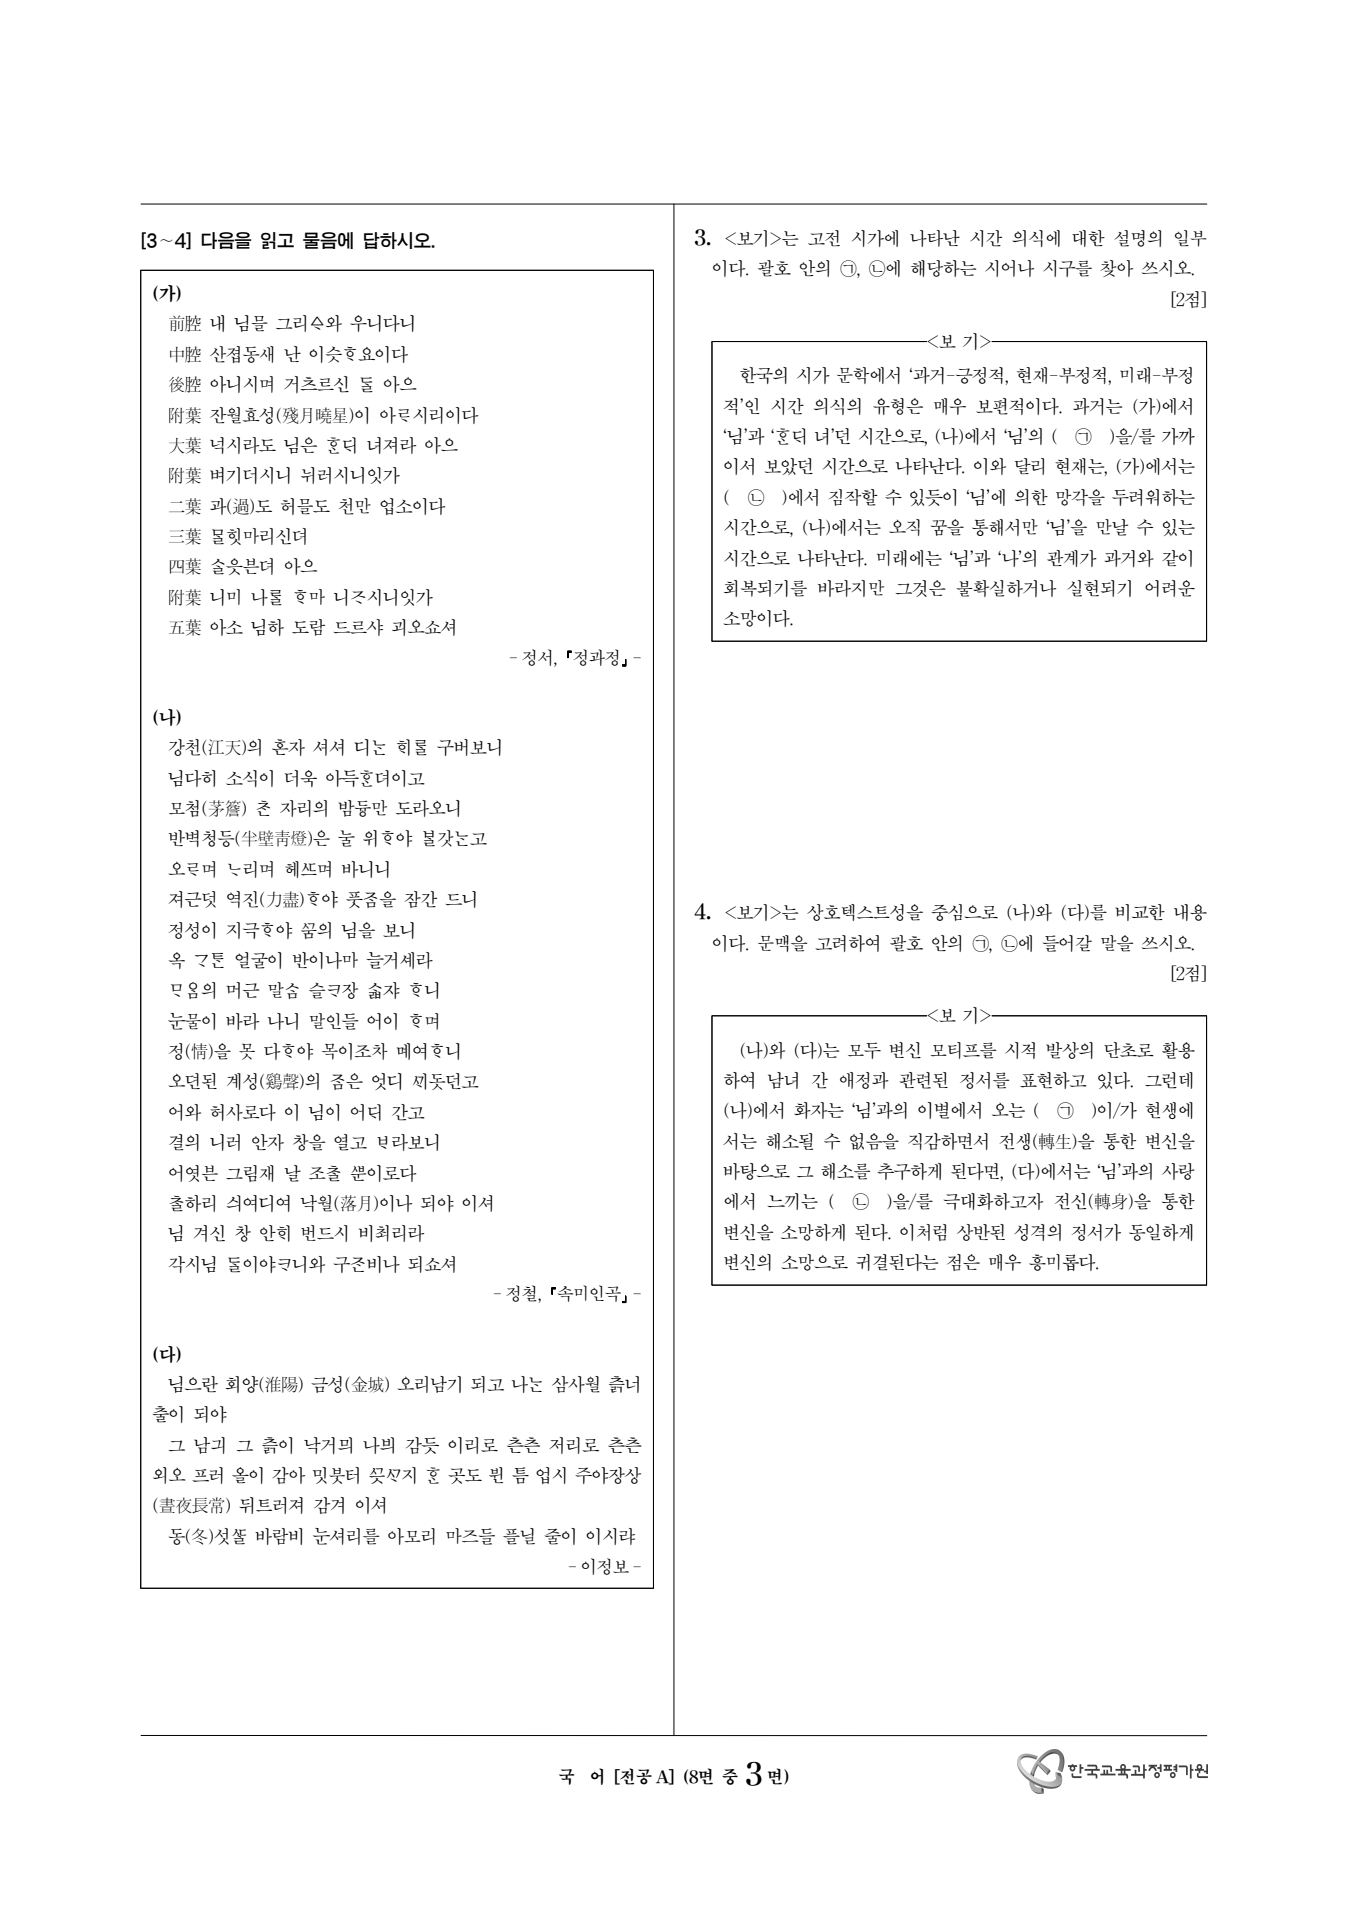 [3~4] 다음을 읽고 물음에 답하시오.
(가)
前腔 내 님믈 그리ᅀᆞ와 우니다니
中腔 산졉동새 난 이슷ᄒᆞ요이다
後腔 아니시며 거츠르신 ᄃᆞᆯ 아으
附葉 잔월효성(殘月曉星)이 아ᄅᆞ시리이다
大葉 넉시라도 님은 ᄒᆞᆫᄃᆡ 녀져라 아으
附葉 벼기더시니 뉘러시니잇가
二葉 과(過)도 허믈도 천만 업소이다
三葉 ᄆᆞᆯ힛마리신뎌
四葉 ᄉᆞᆯ읏븐뎌 아으
附葉 니미 나ᄅᆞᆯ ᄒᆞ마 니ᄌᆞ시니잇가
五葉 아소 님하 도람 드르샤 괴오쇼셔
- 정서, 『정과정』 -
(나)
강천(江天)의 혼자 셔셔 디ᄂᆞᆫ ᄒᆡᄅᆞᆯ 구버보니
님다히 소식이 더욱 아득ᄒᆞᆫ뎌이고
모첨(茅簷) ᄎᆞᆫ 자리의 밤듕만 도라오니
반벽청등(半壁靑燈)은 눌 위ᄒᆞ야 ᄇᆞᆯ갓ᄂᆞᆫ고
오ᄅᆞ며 ᄂᆞ리며 헤ᄯᅳ며 바니니
져근덧 역진(力盡)ᄒᆞ야 풋ᄌᆞᆷ을 잠간 드니
정성이 지극ᄒᆞ야 ᄭᅮᆷ의 님을 보니
옥 ᄀᆞᄐᆞᆫ 얼굴이 반이나마 늘거셰라
ᄆᆞᄋᆞᆷ의 머근 말ᄉᆞᆷ 슬ᄏᆞ장 ᄉᆞᆲ쟈 ᄒᆞ니
눈물이 바라 나니 말인들 어이 ᄒᆞ며
정(情)을 못 다ᄒᆞ야 목이조차 몌여ᄒᆞ니
오뎐된 계성(鷄聲)의 ᄌᆞᆷ은 엇디 ᄭᆡ돗던고
어와 허사로다 이 님이 어ᄃᆡ 간고
결의 니러 안자 창을 열고 ᄇᆞ라보니
어엿븐 그림재 날 조ᄎᆞᆯ ᄲᅮᆫ이로다
ᄎᆞᆯ하리 싀여디여 낙월(落月)이나 되야 이셔
님 겨신 창 안ᄒᆡ 번드시 비최리라
각시님 ᄃᆞᆯ이야ᄏᆞ니와 구ᄌᆞᆫ비나 되쇼셔
- 정철, 『속미인곡』 -
(다)
님으란 회양(淮陽) 금성(金城) 오리남기 되고 나ᄂᆞᆫ 삼사월 츩너
출이 되야
그 남긔 그 츩이 낙거믜 나븨 감듯 이리로 츤츤 저리로 츤츤
외오 프러 올이 감아 밋붓터 ᄭᅳᆺᄭᆞ지 ᄒᆞᆫ 곳도 뷘 틈 업시 주야장상
(晝夜長常) 뒤트러져 감겨 이셔
동(冬)섯ᄃᆞᆯ 바람비 눈셔리를 아모리 마즈들 플닐 줄이 이시랴
- 이정보 -
3. <보기>는 고전 시가에 나타난 시간 의식에 대한 설명의 일부
이다. 괄호 안의 ㉠, ㉡에 해당하는 시어나 시구를 찾아 쓰시오.
[2점]
<보 기>
한국의 시가 문학에서 ‘과거-긍정적, 현재-부정적, 미래-부정
적’인 시간 의식의 유형은 매우 보편적이다. 과거는 (가)에서
‘님’과 ‘ᄒᆞᆫᄃᆡ 녀’던 시간으로, (나)에서 ‘님’의 ( ㉠ )을/를 가까
이서 보았던 시간으로 나타난다. 이와 달리 현재는, (가)에서는
( ㉡ )에서 짐작할 수 있듯이 ‘님’에 의한 망각을 두려워하는
시간으로, (나)에서는 오직 꿈을 통해서만 ‘님’을 만날 수 있는
시간으로 나타난다. 미래에는 ‘님’과 ‘나’의 관계가 과거와 같이
회복되기를 바라지만 그것은 불확실하거나 실현되기 어려운
소망이다.
4. <보기>는 상호텍스트성을 중심으로 (나)와 (다)를 비교한 내용
이다. 문맥을 고려하여 괄호 안의 ㉠, ㉡에 들어갈 말을 쓰시오.
[2점]
<보 기>
(나)와 (다)는 모두 변신 모티프를 시적 발상의 단초로 활용
하여 남녀 간 애정과 관련된 정서를 표현하고 있다. 그런데
(나)에서 화자는 ‘님’과의 이별에서 오는 ( ㉠ )이/가 현생에
서는 해소될 수 없음을 직감하면서 전생(轉生)을 통한 변신을
바탕으로 그 해소를 추구하게 된다면, (다)에서는 ‘님’과의 사랑
에서 느끼는 ( ㉡ )을/를 극대화하고자 전신(轉身)을 통한
변신을 소망하게 된다. 이처럼 상반된 성격의 정서가 동일하게
변신의 소망으로 귀결된다는 점은 매우 흥미롭다.
국 어 [전공 A] (8면 중 3 면)
한국교육과정평가원